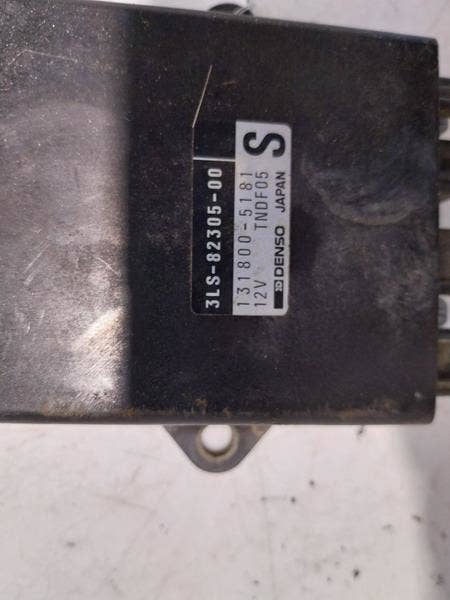 3LS-82305-00
131800-5181
12V TNDF05
DENSO JAPAN
S